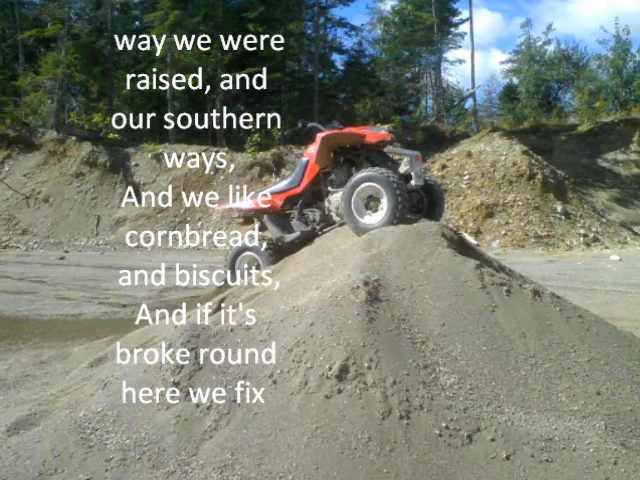 way we were
raised, and
our southern
ways,
And we like
cornbread,
and biscuits,
And if it's
broke round
here we fix